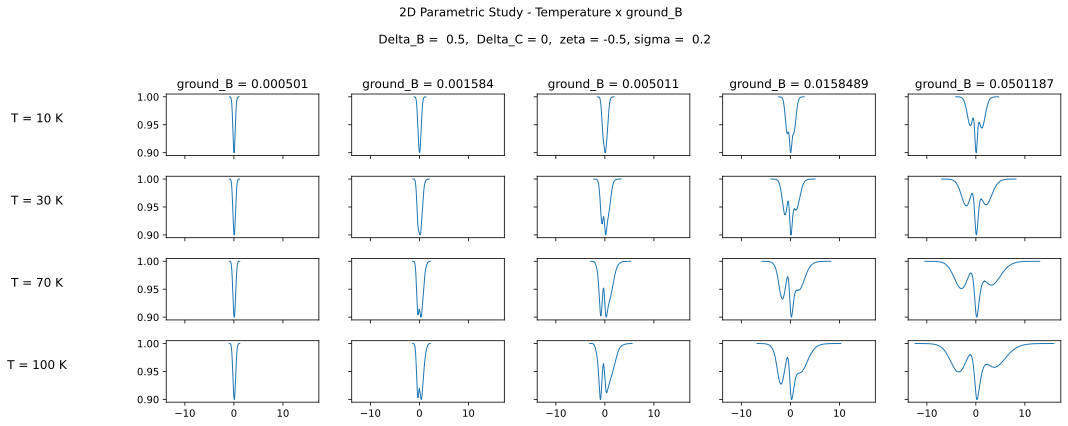 2D Parametric Study - Temperature x ground_B
Delta_B =  0.5,  Delta_C = 0,  zeta = -0.5, sigma =  0.2
ground_B = 0.000501 ground_B = 0.001584 ground_B = 0.005011 ground_B = 0.0158489 ground_B = 0.0501187
T = 10 K
1.00
0.95
0.90
T = 30 K
1.00
0.95
0.90
T = 70 K
1.00
0.95
0.90
T = 100 K
1.00
0.95
0.90
−10 0 10 −10 0 10 −10 0 10 −10 0 10 −10 0 10